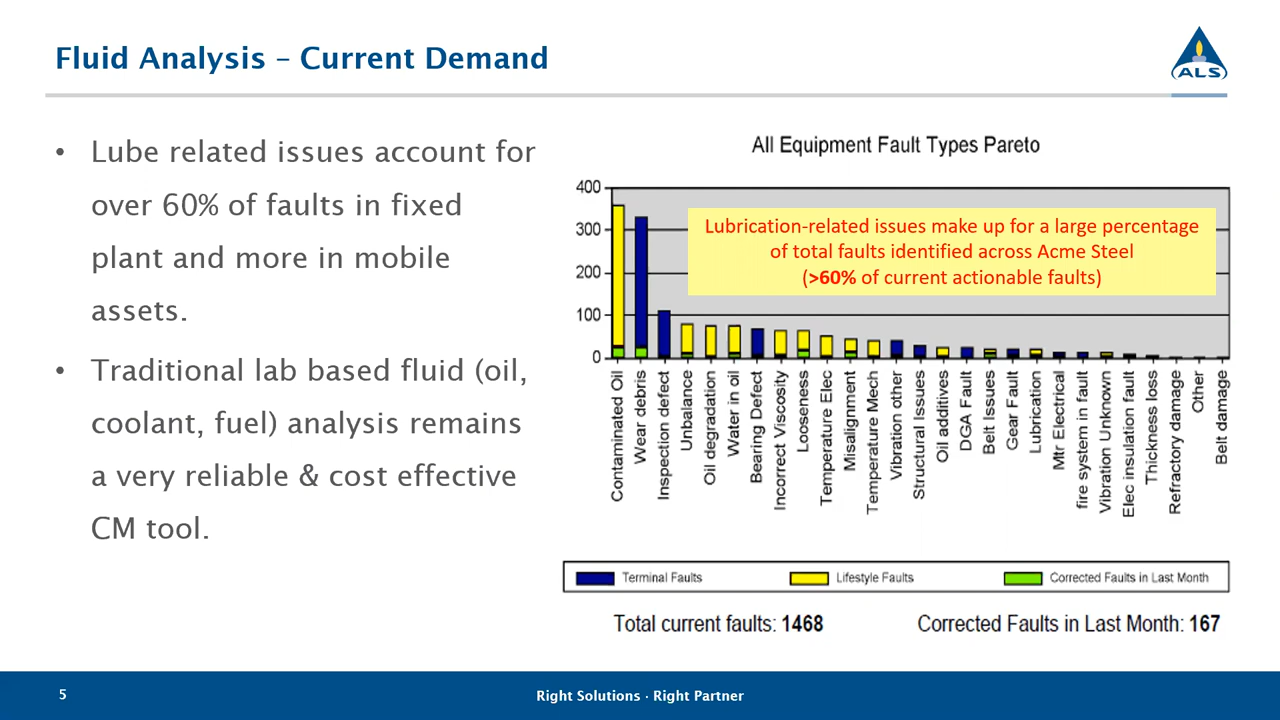 Fluid Analysis – Current Demand
ALS
• Lube related issues account for
over 60% of faults in fixed
plant and more in mobile
assets.
• Traditional lab based fluid (oil,
coolant, fuel) analysis remains
a very reliable & cost effective
CM tool.
All Equipment Fault Types Pareto
400
300
200
100
0
Lubrication-related issues make up for a large percentage
of total faults identified across Acme Steel
(>60% of current actionable faults)
Contaminated Oil
Wear debris
Inspection defect
Unbalance
Oil degradation
Water in oil
Bearing Defect
Incorrect Viscosity
Looseness
Temperature Elec
Misalignment
Temperature Mech
Vibration other
Structural Issues
Oil additives
DGA Fault
Belt Issues
Gear Fault
Lubrication
Mtr Electrical
fire system in fault
Vibration Unknown
Elec insulation fault
Thickness loss
Refractory damage
Other
Belt damage
Terminal Faults
Lifestyle Faults
Corrected Faults in Last Month
Total current faults: 1468
Corrected Faults in Last Month: 167
5
Right Solutions · Right Partner